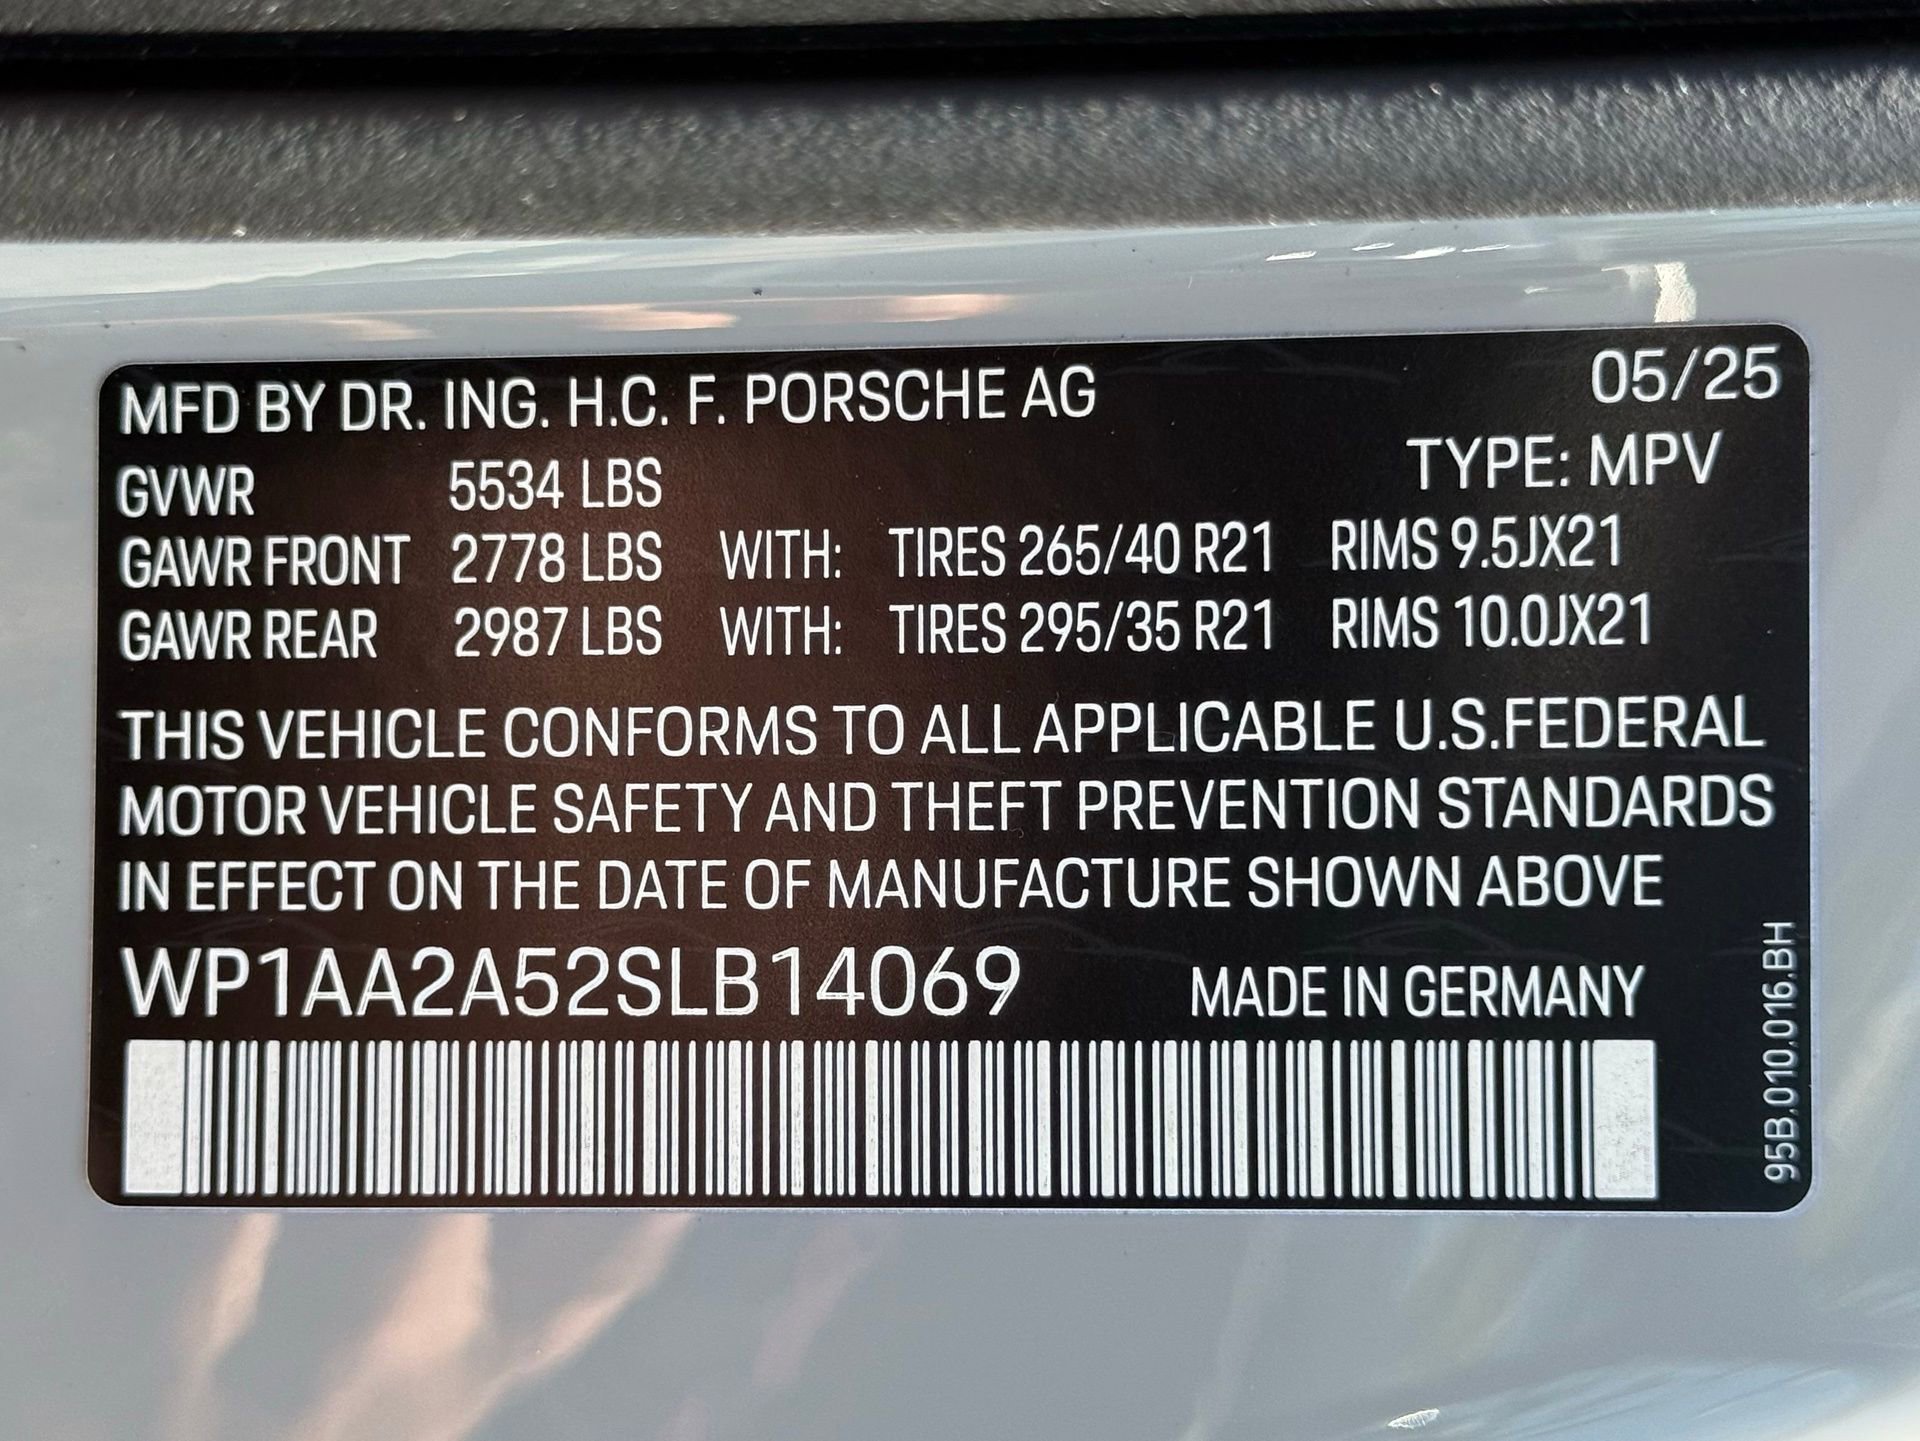 MFD BY DR. ING. H.C. F. PORSCHE AG 05/25
GVWR 5534 LBS TYPE: MPV
GAWR FRONT 2778 LBS WITH: TIRES 265/40 R21 RIMS 9.5JX21
GAWR REAR 2987 LBS WITH: TIRES 295/35 R21 RIMS 10.0JX21
THIS VEHICLE CONFORMS TO ALL APPLICABLE U.S.FEDERAL
MOTOR VEHICLE SAFETY AND THEFT PREVENTION STANDARDS
IN EFFECT ON THE DATE OF MANUFACTURE SHOWN ABOVE
WP1AA2A52SLB14069 MADE IN GERMANY
95B.010.016.BH